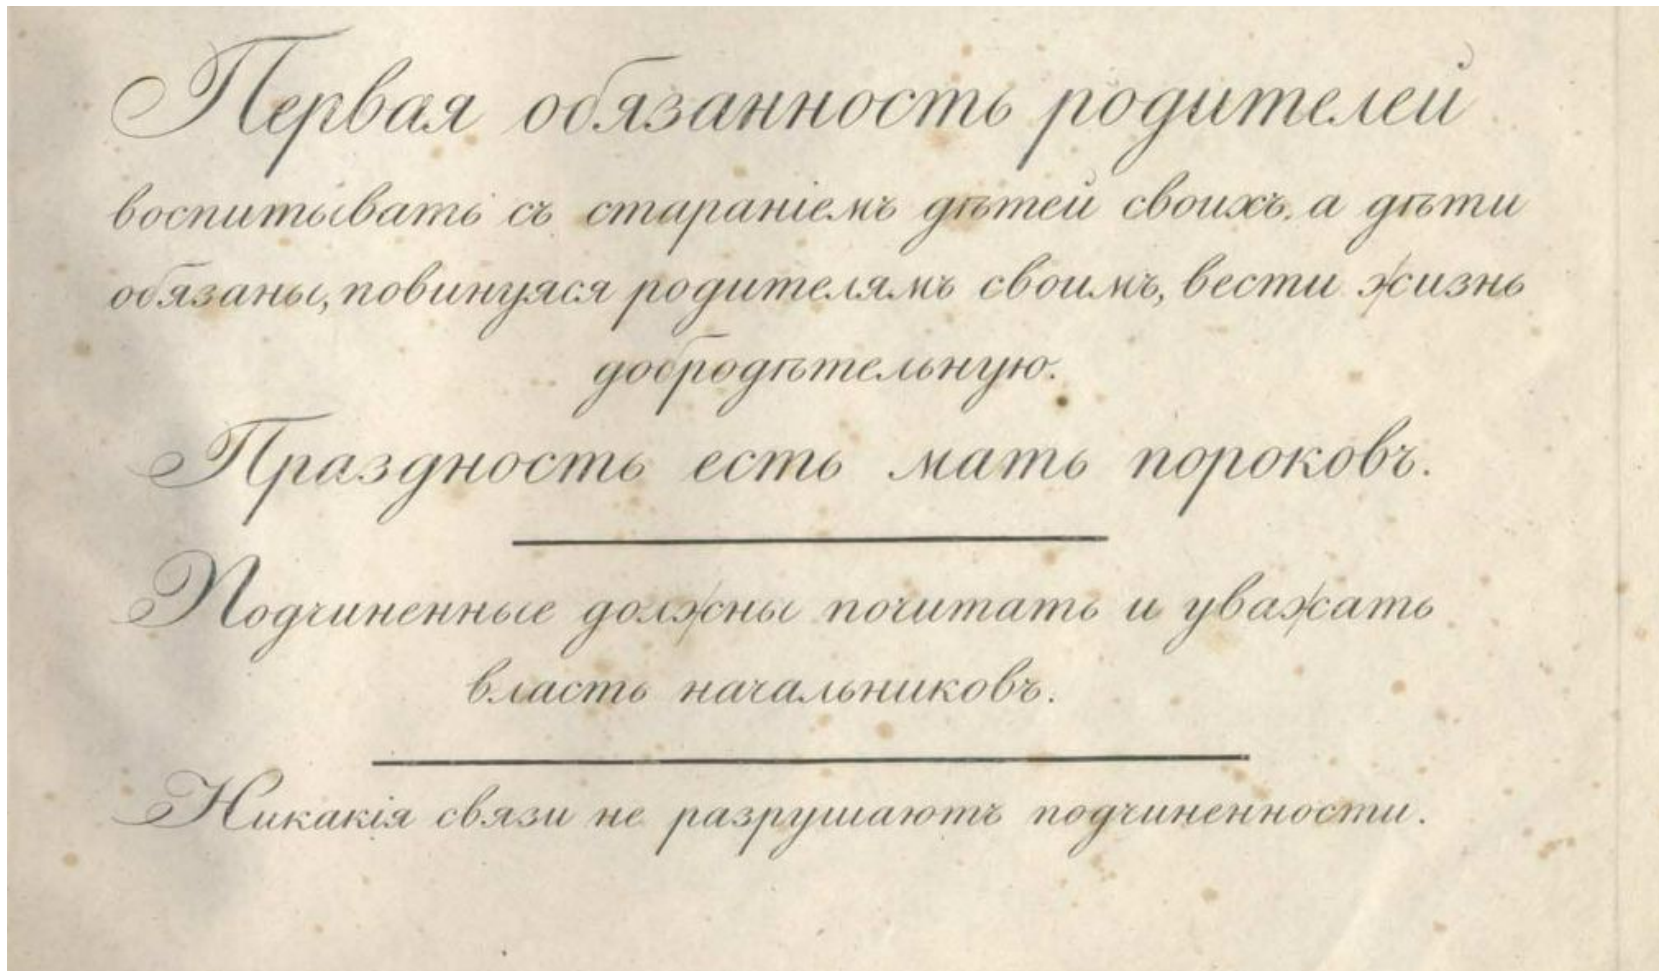 Первая обязанность родителей
воспитывать съ стараніемъ дѣтей своихъ, а дѣти
обязаны, повинуяся родителямъ своимъ, вести жизнь
добродѣтельную.
Праздность есть мать пороковъ.
Подчиненные должны почитать и уважать
власть начальниковъ.
Никакія связи не разрушаютъ подчиненности.